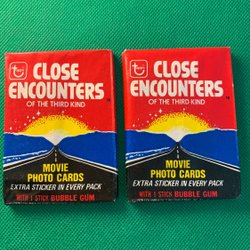 topps
CLOSE
ENCOUNTERS
OF THE THIRD KIND
MOVIE
PHOTO CARDS
EXTRA STICKER IN EVERY PACK
WITH 1 STICK BUBBLE GUM
topps
CLOSE
ENCOUNTERS
OF THE THIRD KIND
MOVIE
PHOTO CARDS
EXTRA STICKER IN EVERY PACK
WITH 1 STICK BUBBLE GUM